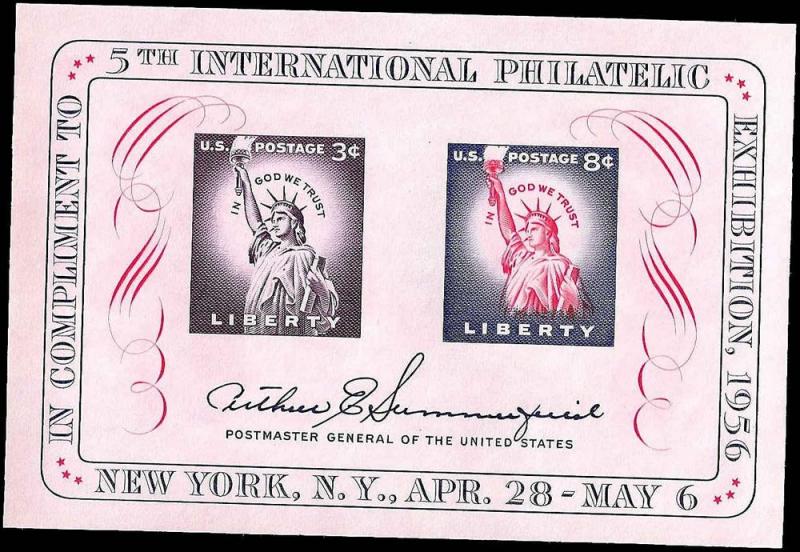 IN COMPLIMENT TO
5TH INTERNATIONAL PHILATELIC
EXHIBITION, 1956
U.S. POSTAGE 3¢
IN GOD WE TRUST
LIBERTY
U.S. POSTAGE 8¢
IN GOD WE TRUST
LIBERTY
Arthur E Summerfield
POSTMASTER GENERAL OF THE UNITED STATES
NEW YORK, N.Y., APR. 28 - MAY 6